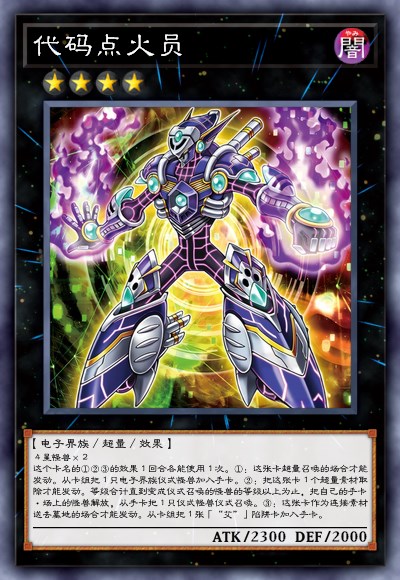 代码点火员
やみ
闇
【电子界族／超量／效果】
4星怪兽×2
这个卡名的①②③的效果1回合各能使用1次。①：这张卡超量召唤的场合才能
发动。从卡组把1只电子界族仪式怪兽加入手卡。②：把这张卡1个超量素材取
除才能发动。等级合计直到变成仪式召唤的怪兽的等级以上为止，把自己的手卡
·场上的怪兽解放，从手卡把1只仪式怪兽仪式召唤。③：这张卡作为连接素材
送去墓地的场合才能发动。从卡组把1张「“艾”」陷阱卡加入手卡。
ATK/2300 DEF/2000